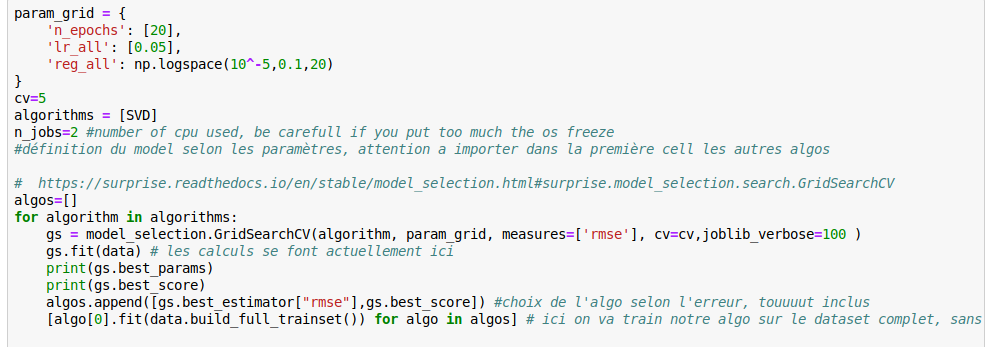 param_grid = {
    'n_epochs': [20],
    'lr_all': [0.05],
    'reg_all': np.logspace(10^-5,0.1,20)
}
cv=5
algorithms = [SVD]
n_jobs=2 #number of cpu used, be carefull if you put too much the os freeze
#définition du model selon les paramètres, attention a importer dans la première cell les autres algos

#  https://surprise.readthedocs.io/en/stable/model_selection.html#surprise.model_selection.search.GridSearchCV
algos=[]
for algorithm in algorithms:
    gs = model_selection.GridSearchCV(algorithm, param_grid, measures=['rmse'], cv=cv,joblib_verbose=100 )
    gs.fit(data) # les calculs se font actuellement ici
    print(gs.best_params)
    print(gs.best_score)
    algos.append([gs.best_estimator["rmse"],gs.best_score]) #choix de l'algo selon l'erreur, touuuut inclus
    [algo[0].fit(data.build_full_trainset()) for algo in algos] # ici on va train notre algo sur le dataset complet, sans